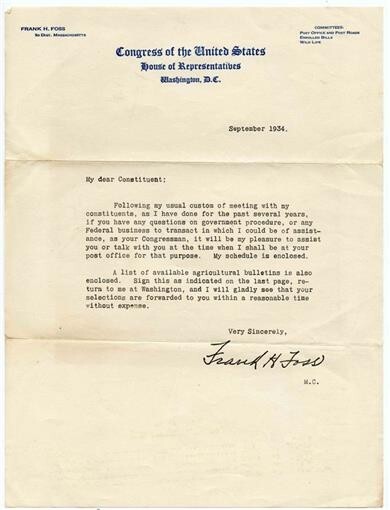 FRANK H. FOSS
3D DIST. MASSACHUSETTS
COMMITTEES:
POST OFFICE AND POST ROADS
ENROLLED BILLS
WILD LIFE
Congress of the United States
House of Representatives
Washington, D.C.
September 1934.
My dear Constituent:
Following my usual custom of meeting with my
constituents, as I have done for the past several years,
if you have any questions on government procedure, or any
Federal business to transact in which I could be of assist-
ance, as your Congressman, it will be my pleasure to assist
you or talk with you at the time when I shall be at your
post office for that purpose. My schedule is enclosed.
A list of available agricultural bulletins is also
enclosed. Sign this as indicated on the last page, re-
turn to me at Washington, and I will gladly see that your
selections are forwarded to you within a reasonable time
without expense.
Very Sincerely,
Frank H Foss
M.C.